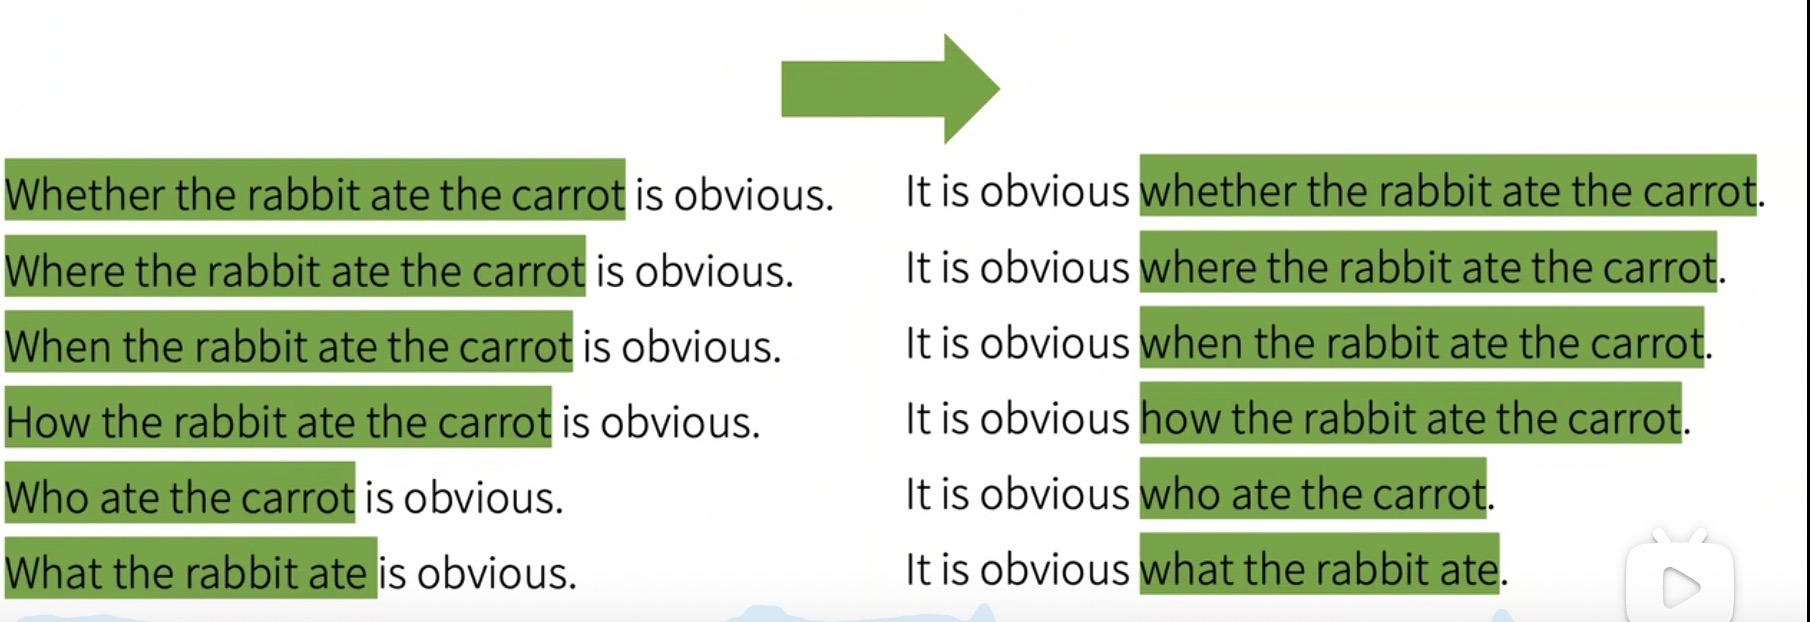 Whether the rabbit ate the carrot is obvious.
Where the rabbit ate the carrot is obvious.
When the rabbit ate the carrot is obvious.
How the rabbit ate the carrot is obvious.
Who ate the carrot is obvious.
What the rabbit ate is obvious.
It is obvious whether the rabbit ate the carrot.
It is obvious where the rabbit ate the carrot.
It is obvious when the rabbit ate the carrot.
It is obvious how the rabbit ate the carrot.
It is obvious who ate the carrot.
It is obvious what the rabbit ate.